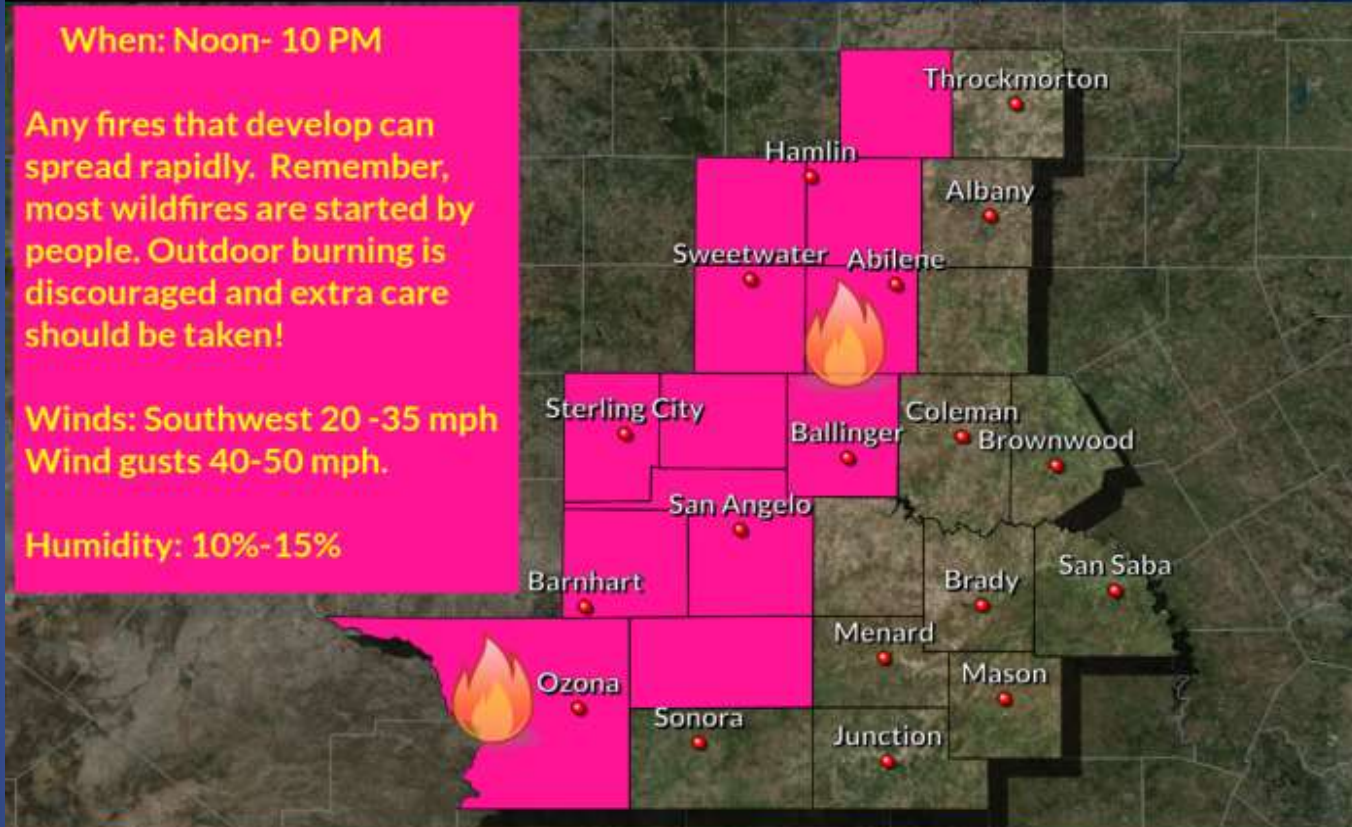 When: Noon- 10 PM
Any fires that develop can
spread rapidly.  Remember,
most wildfires are started by
people. Outdoor burning is
discouraged and extra care
should be taken!
Winds: Southwest 20 -35 mph
Wind gusts 40-50 mph.
Humidity: 10%-15%
Throckmorton
Hamlin
Albany
Sweetwater
Abilene
Sterling City
Ballinger
Coleman
Brownwood
San Angelo
Barnhart
Brady
San Saba
Menard
Mason
Ozona
Sonora
Junction